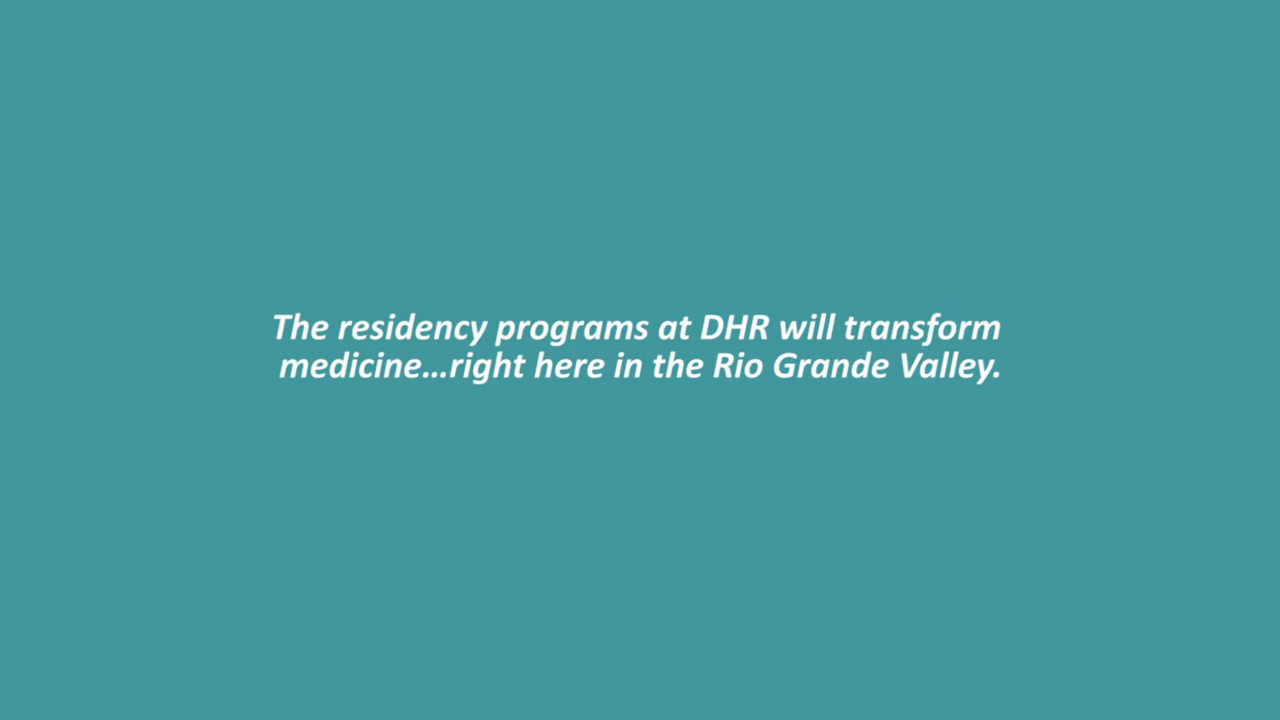 The residency programs at DHR will transform
medicine...right here in the Rio Grande Valley.